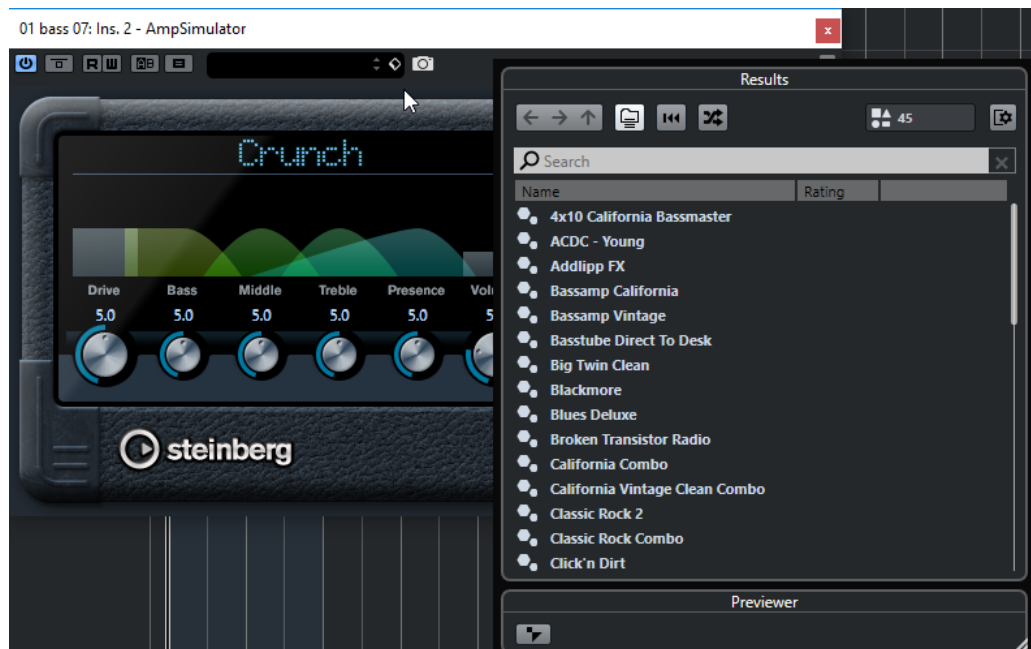 01 bass 07: Ins. 2 - AmpSimulator
x
R W A B
Results
45
Search
Name Rating
Crunch
Drive Bass Middle Treble Presence
5.0 5.0 5.0 5.0 5.0
steinberg
4x10 California Bassmaster
ACDC - Young
Addlipp FX
Bassamp California
Bassamp Vintage
Basstube Direct To Desk
Big Twin Clean
Blackmore
Blues Deluxe
Broken Transistor Radio
California Combo
California Vintage Clean Combo
Classic Rock 2
Classic Rock Combo
Click'n Dirt
Previewer